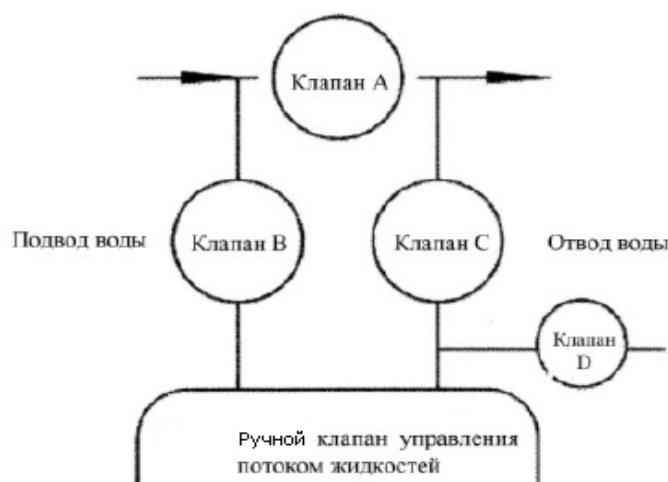 Клапан А
Подвод воды
Клапан В
Клапан С
Отвод воды
Клапан
D
Ручной клапан управления
потоком жидкостей